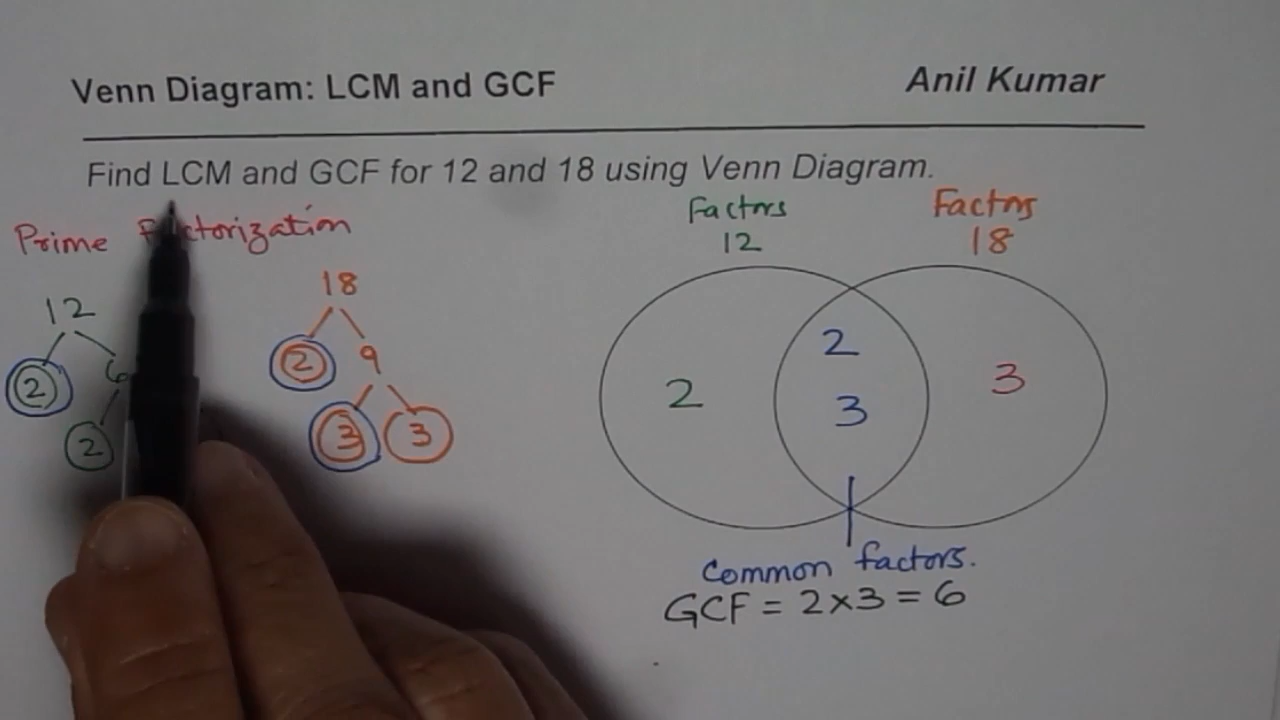 Venn Diagram: LCM and GCF
Anil Kumar
Find LCM and GCF for 12 and 18 using Venn Diagram.
Prime
Factors
12
Factors
18
12
2
6
2
18
2
9
3
3
2
2
3
3
Common factors.
GCF = 2×3 = 6